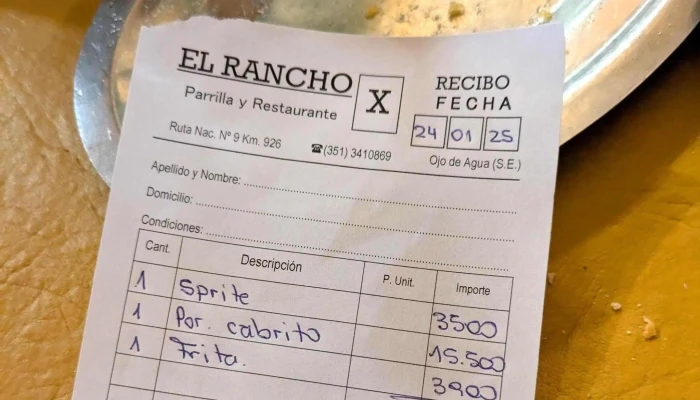 EL RANCHO
Parrilla y Restaurante
X
RECIBO
FECHA
24 01 25
Ruta Nac. Nº 9 Km. 926
☎(351) 3410869
Ojo de Agua (S.E.)
Apellido y Nombre:
Domicilio:
Condiciones:
Cant. Descripción P. Unit. Importe
1 Sprite 3500
1 Por. cabrito 15.500
1 Frita. 3900